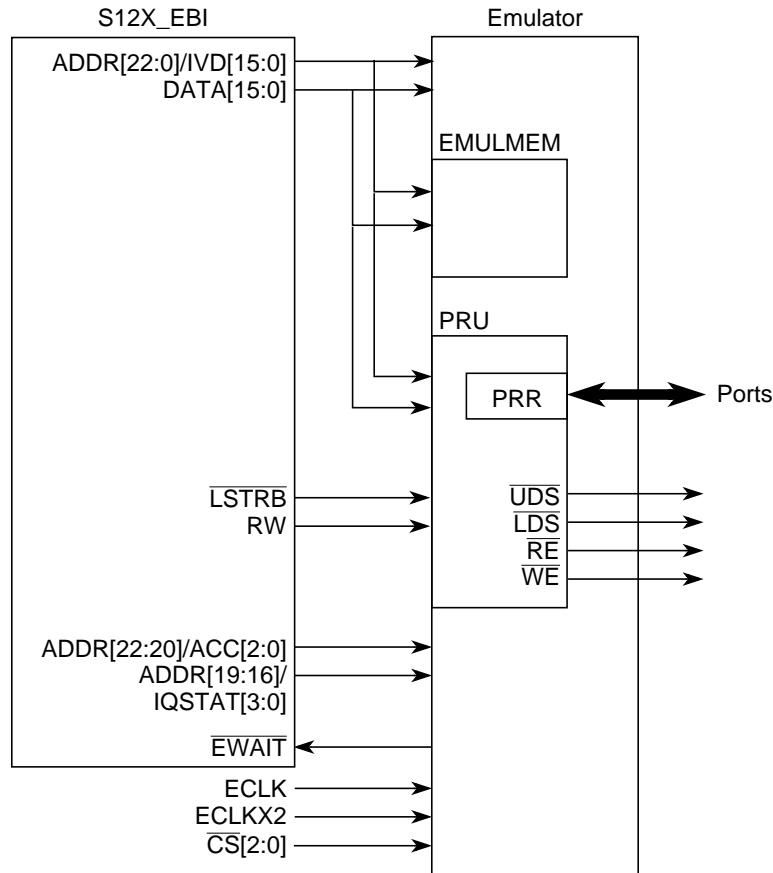 S12X_EBI
Emulator
ADDR[22:0]/IVD[15:0]
DATA[15:0]
EMULMEM
PRU
PRR
Ports
LSTRB
RW
UDS
LDS
RE
WE
ADDR[22:20]/ACC[2:0]
ADDR[19:16]/
IQSTAT[3:0]
EWAIT
ECLK
ECLKX2
CS[2:0]